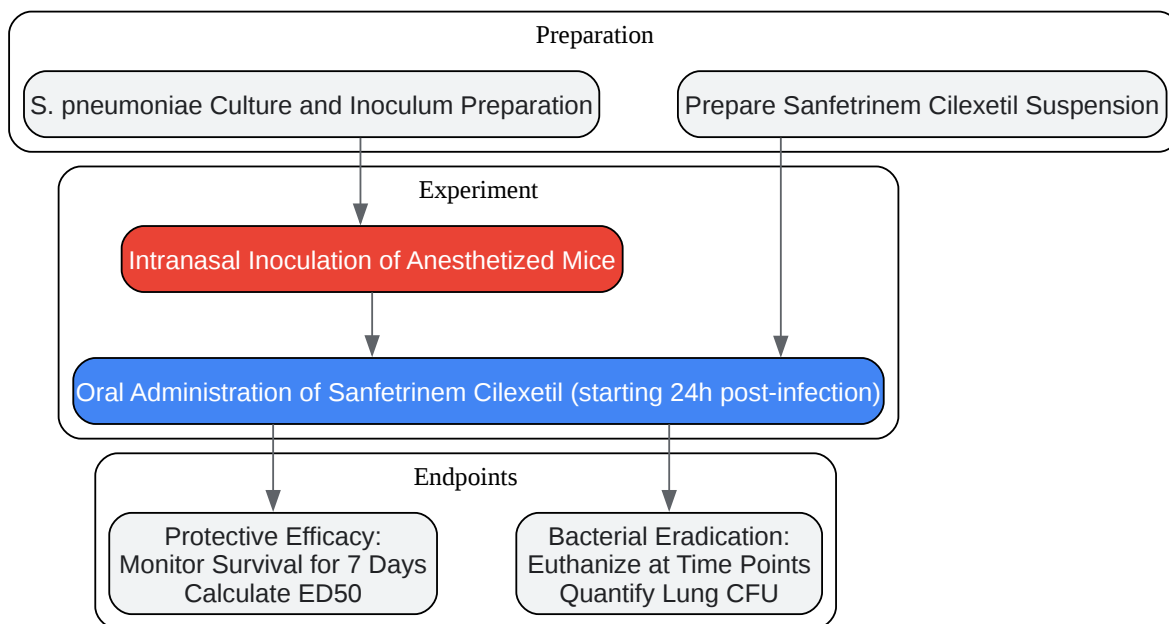 Preparation
S. pneumoniae Culture and Inoculum Preparation
Prepare Sanfetrinem Cilexetil Suspension
Experiment
Intranasal Inoculation of Anesthetized Mice
Oral Administration of Sanfetrinem Cilexetil (starting 24h post-infection)
Endpoints
Protective Efficacy:
Monitor Survival for 7 Days
Calculate ED50
Bacterial Eradication:
Euthanize at Time Points
Quantify Lung CFU